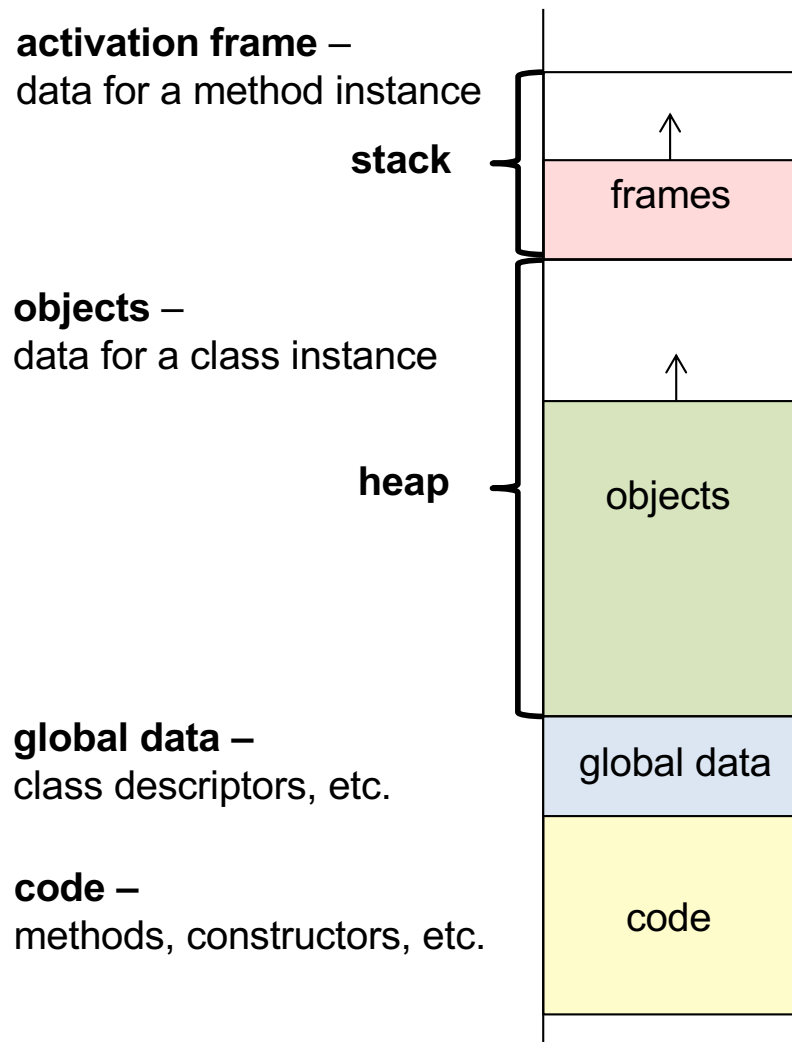 activation frame –
data for a method instance
stack
frames
objects –
data for a class instance
heap
objects
global data –
class descriptors, etc.
global data
code –
methods, constructors, etc.
code